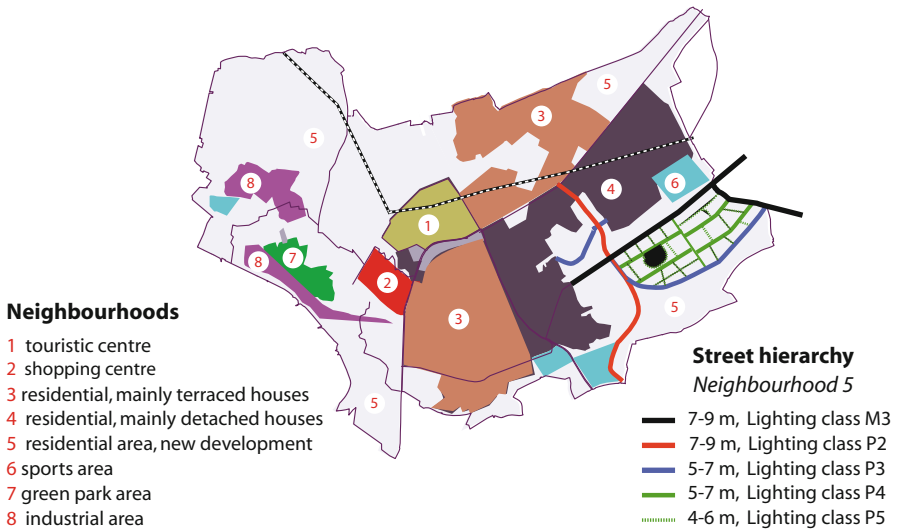 5
3
5
8
4
6
1
7
8
2
3
5
5
Neighbourhoods
1 touristic centre
2 shopping centre
3 residential, mainly terraced houses
4 residential, mainly detached houses
5 residential area, new development
6 sports area
7 green park area
8 industrial area
Street hierarchy
Neighbourhood 5
7-9 m, Lighting class M3
7-9 m, Lighting class P2
5-7 m, Lighting class P3
5-7 m, Lighting class P4
4-6 m, Lighting class P5